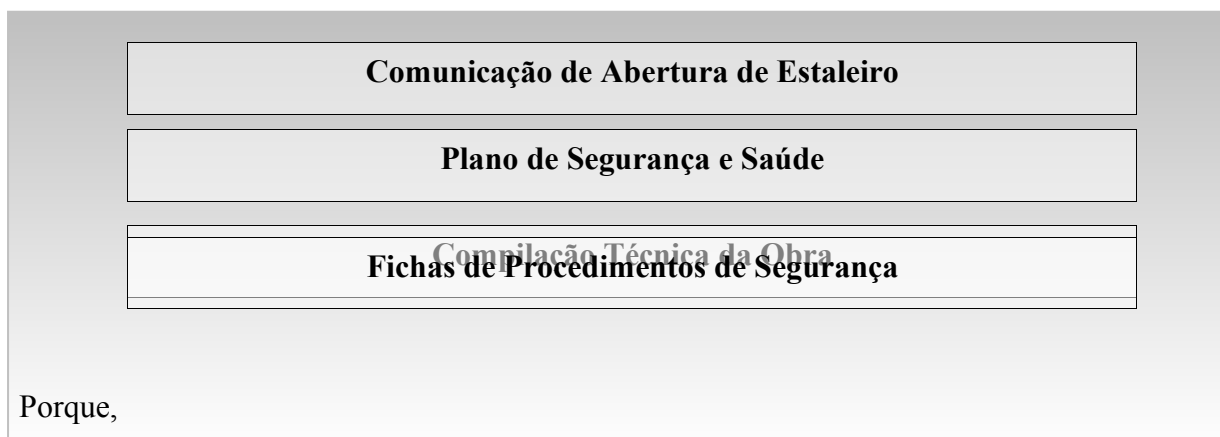 Comunicação de Abertura de Estaleiro
Plano de Segurança e Saúde
Compilação Técnica da Obra
Fichas de Procedimentos de Segurança
Porque,